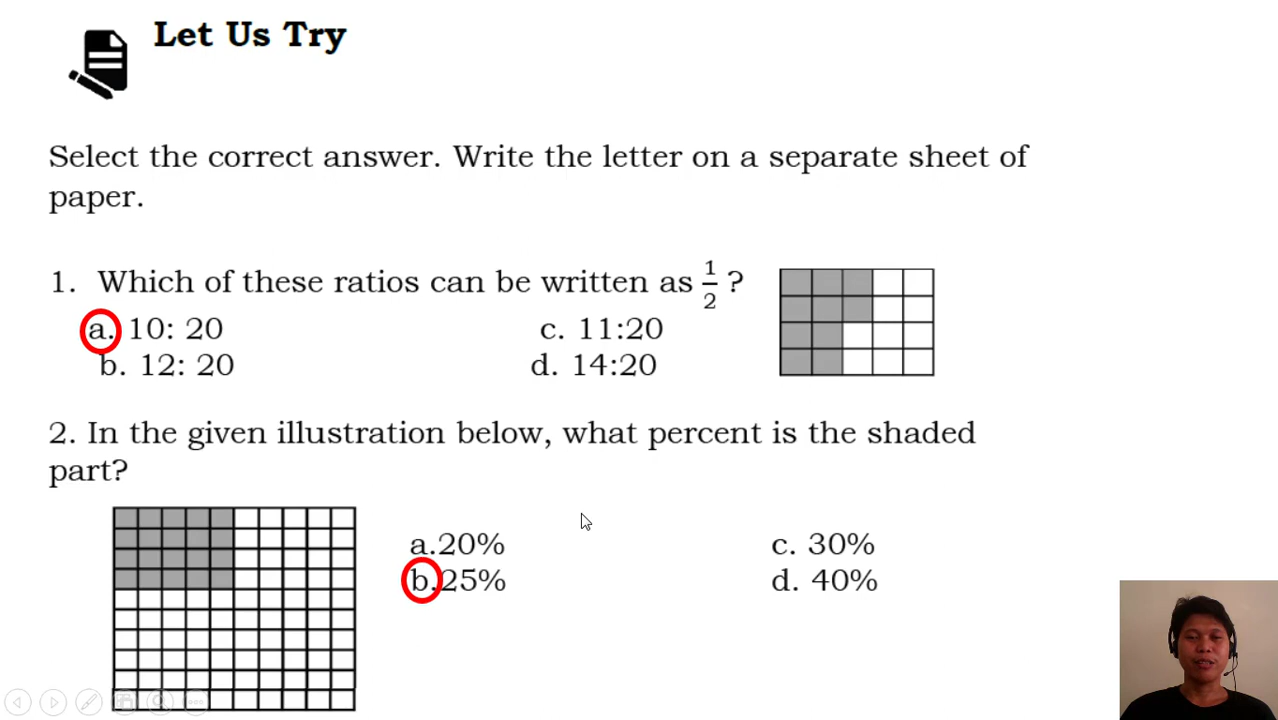 Let Us Try
Select the correct answer. Write the letter on a separate sheet of
paper.
1. Which of these ratios can be written as 1/2 ?
a. 10: 20
c. 11:20
b. 12: 20
d. 14:20
2. In the given illustration below, what percent is the shaded
part?
a.20%
c. 30%
b.25%
d. 40%